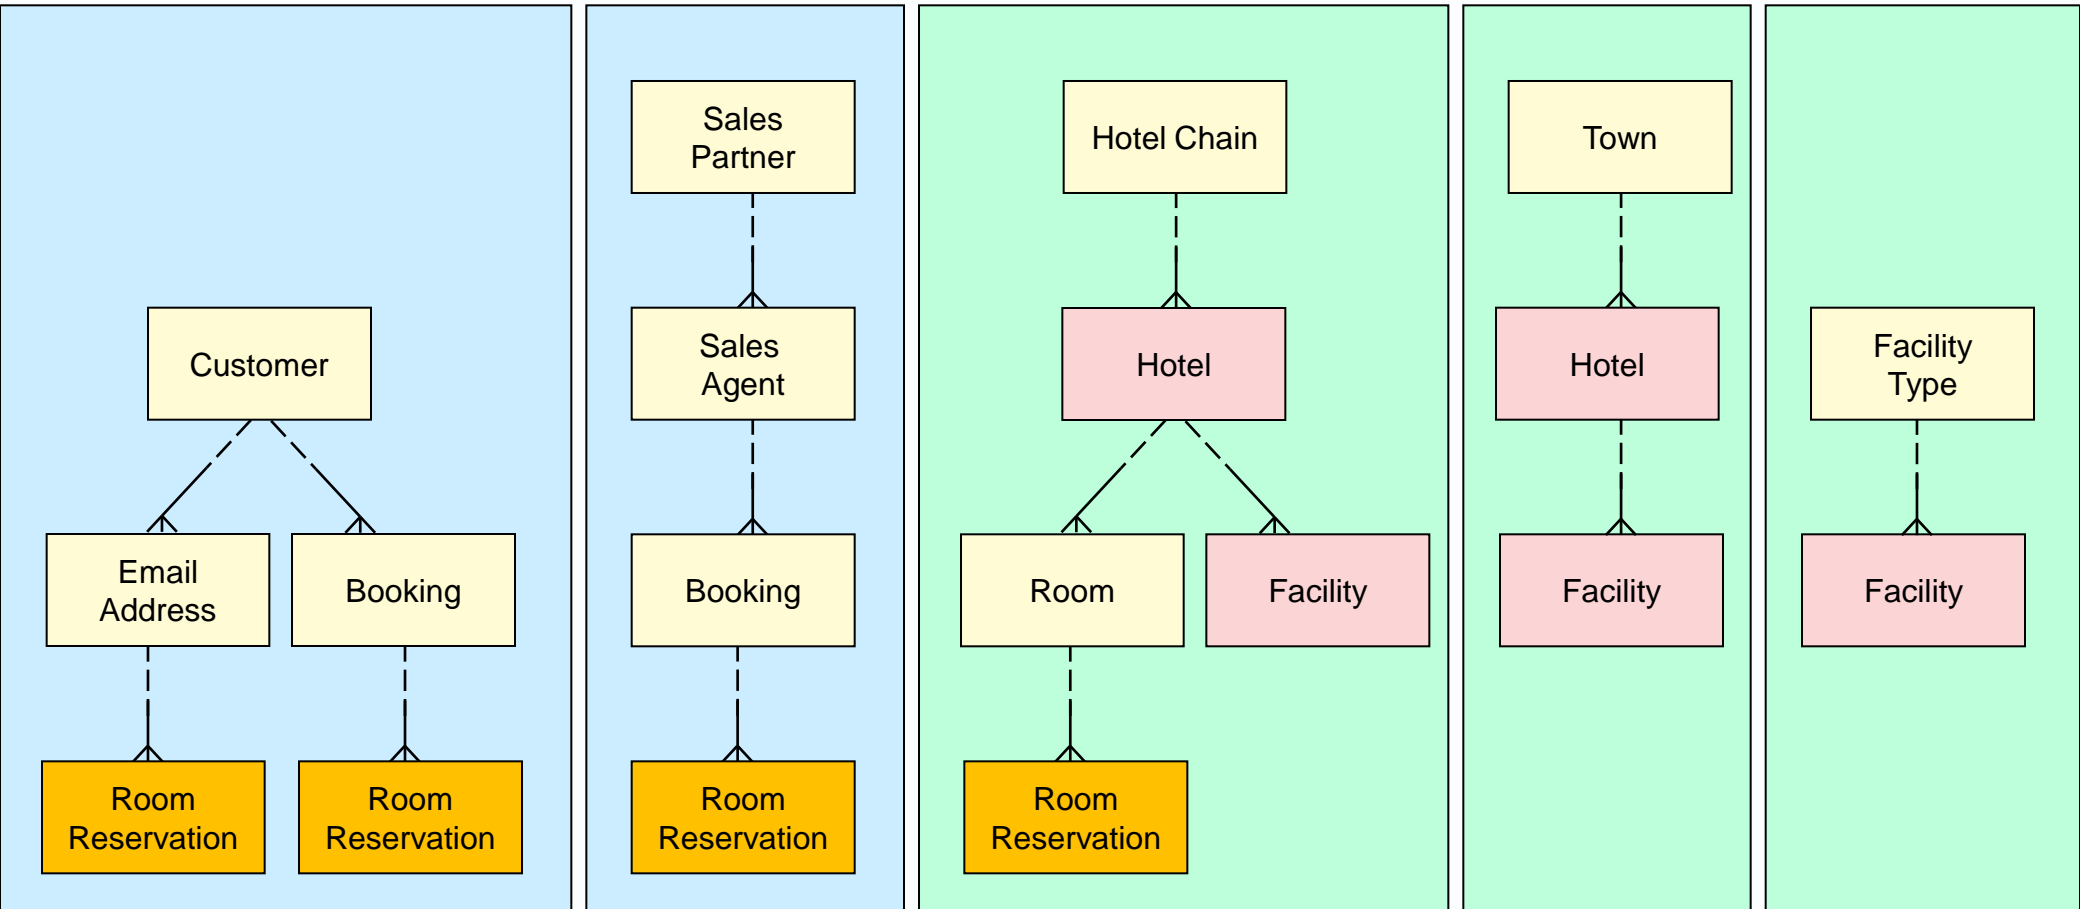 Sales
Partner
Hotel Chain
Town
Customer
Sales
Agent
Hotel
Hotel
Facility
Type
Email
Address
Booking
Booking
Room
Facility
Facility
Facility
Room
Reservation
Room
Reservation
Room
Reservation
Room
Reservation